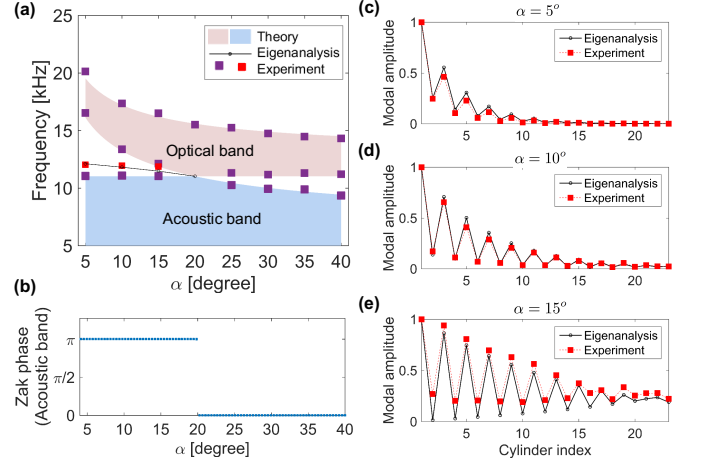 (a)
Frequency [kHz]
25
20
15
10
5
Theory
Eigenanalysis
Experiment
Optical band
Acoustic band
5 10 15 20 25 30 35 40
α [degree]
(b)
Zak phase
(Acoustic band)
π
π/2
0
5 10 15 20 25 30 35 40
α [degree]
(c)
α = 5°
Modal amplitude
1
0.5
0
Eigenanalysis
Experiment
5 10 15 20
(d)
α = 10°
Modal amplitude
1
0.5
0
Eigenanalysis
Experiment
5 10 15 20
(e)
α = 15°
Modal amplitude
1
0.5
0
Eigenanalysis
Experiment
5 10 15 20
Cylinder index